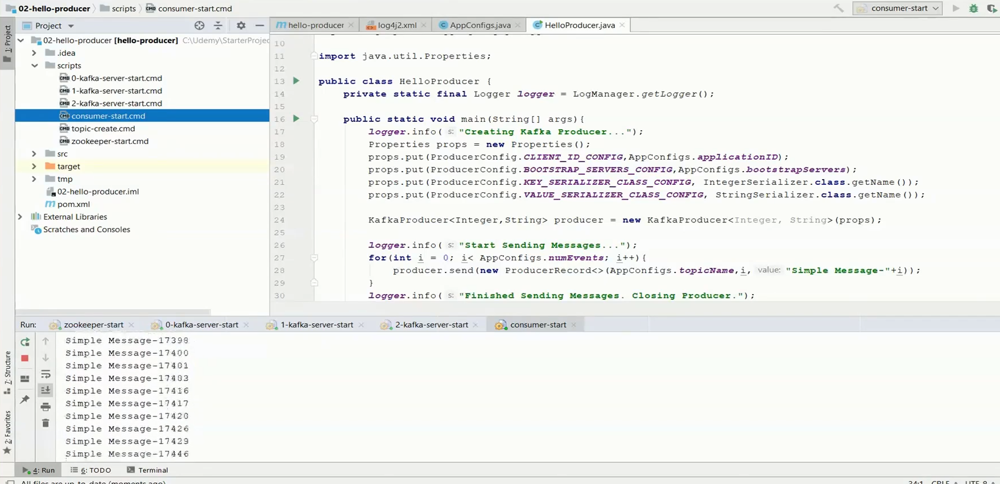 02-hello-producer scripts consumer-start.cmd consumer-start
1: Project
Project
hello-producer log4j2.xml AppConfigs.java HelloProducer.java
02-hello-producer [hello-producer] C:\Udemy\StarterProjec
.idea
scripts
0-kafka-server-start.cmd
1-kafka-server-start.cmd
2-kafka-server-start.cmd
consumer-start.cmd
topic-create.cmd
zookeeper-start.cmd
src
target
tmp
02-hello-producer.iml
pom.xml
External Libraries
Scratches and Consoles
10
11 import java.util.Properties;
12
13 public class HelloProducer {
14 private static final Logger logger = LogManager.getLogger();
15
16 public static void main(String[] args){
17 logger.info( s: "Creating Kafka Producer...");
18 Properties props = new Properties();
19 props.put(ProducerConfig.CLIENT_ID_CONFIG,AppConfigs.applicationID);
20 props.put(ProducerConfig.BOOTSTRAP_SERVERS_CONFIG,AppConfigs.bootstrapServers);
21 props.put(ProducerConfig.KEY_SERIALIZER_CLASS_CONFIG, IntegerSerializer.class.getName());
22 props.put(ProducerConfig.VALUE_SERIALIZER_CLASS_CONFIG, StringSerializer.class.getName());
23
24 KafkaProducer<Integer,String> producer = new KafkaProducer<Integer, String>(props);
25
26 logger.info( s: "Start Sending Messages...");
27 for(int i = 0; i< AppConfigs.numEvents; i++){
28 producer.send(new ProducerRecord<>(AppConfigs.topicName,i, value: "Simple Message-"+i));
29 }
30 logger.info( s: "Finished Sending Messages. Closing Producer.");
Run: zookeeper-start 0-kafka-server-start 1-kafka-server-start 2-kafka-server-start consumer-start
Simple Message-17398
Simple Message-17400
Simple Message-17401
Simple Message-17403
Simple Message-17416
Simple Message-17417
Simple Message-17420
Simple Message-17426
Simple Message-17429
Simple Message-17446
7: Structure
2: Favorites
4: Run 6: TODO Terminal
All files are up-to-date (moments ago) 34:1 CRLF UTF-8